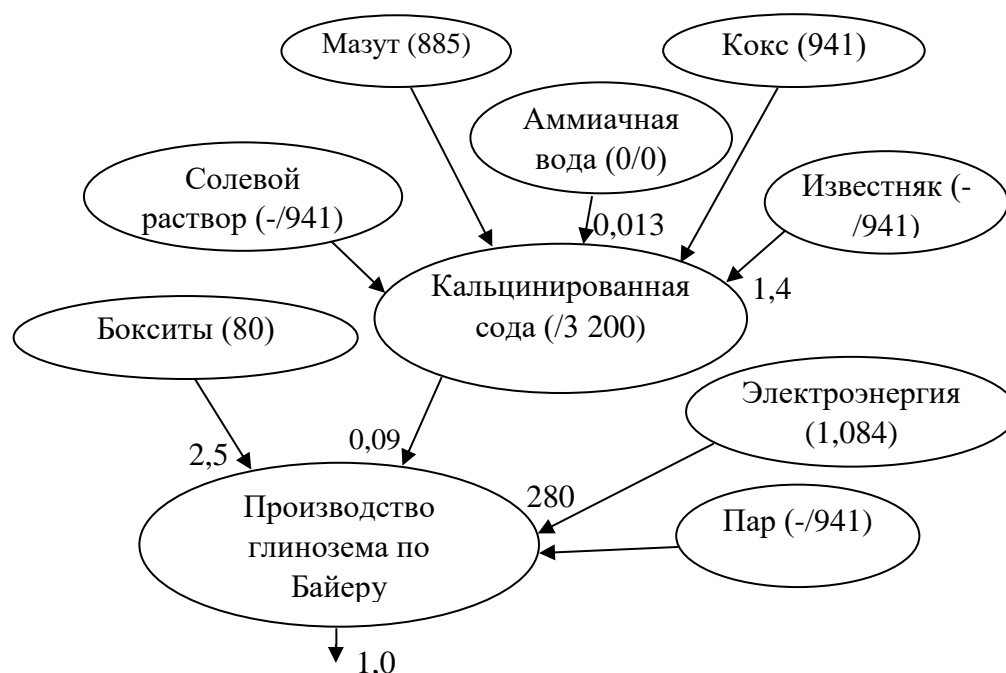 Мазут (885)
Кокс (941)
Аммиачная
вода (0/0)
Солевой
раствор (-/941)
Известняк (-
/941)
0,013
Кальцинированная
сода (/3 200)
1,4
Бокситы (80)
Электроэнергия
(1,084)
0,09
2,5
280
Производство
глинозема по
Байеру
Пар (-/941)
1,0